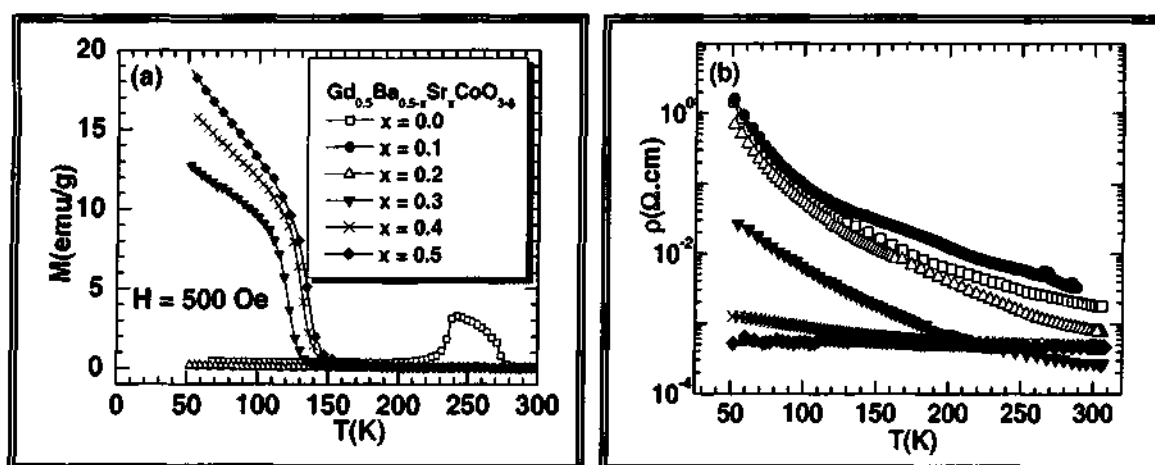 (a)
Gd0.5Ba0.5-xSrxCoO3-δ
x = 0.0
x = 0.1
x = 0.2
x = 0.3
x = 0.4
x = 0.5
H = 500 Oe
M(emu/g)
20
15
10
5
0
0 50 100 150 200 250 300
T(K)
(b)
ρ(Ω.cm)
10^0
10^-2
10^-4
50 100 150 200 250 300
T(K)